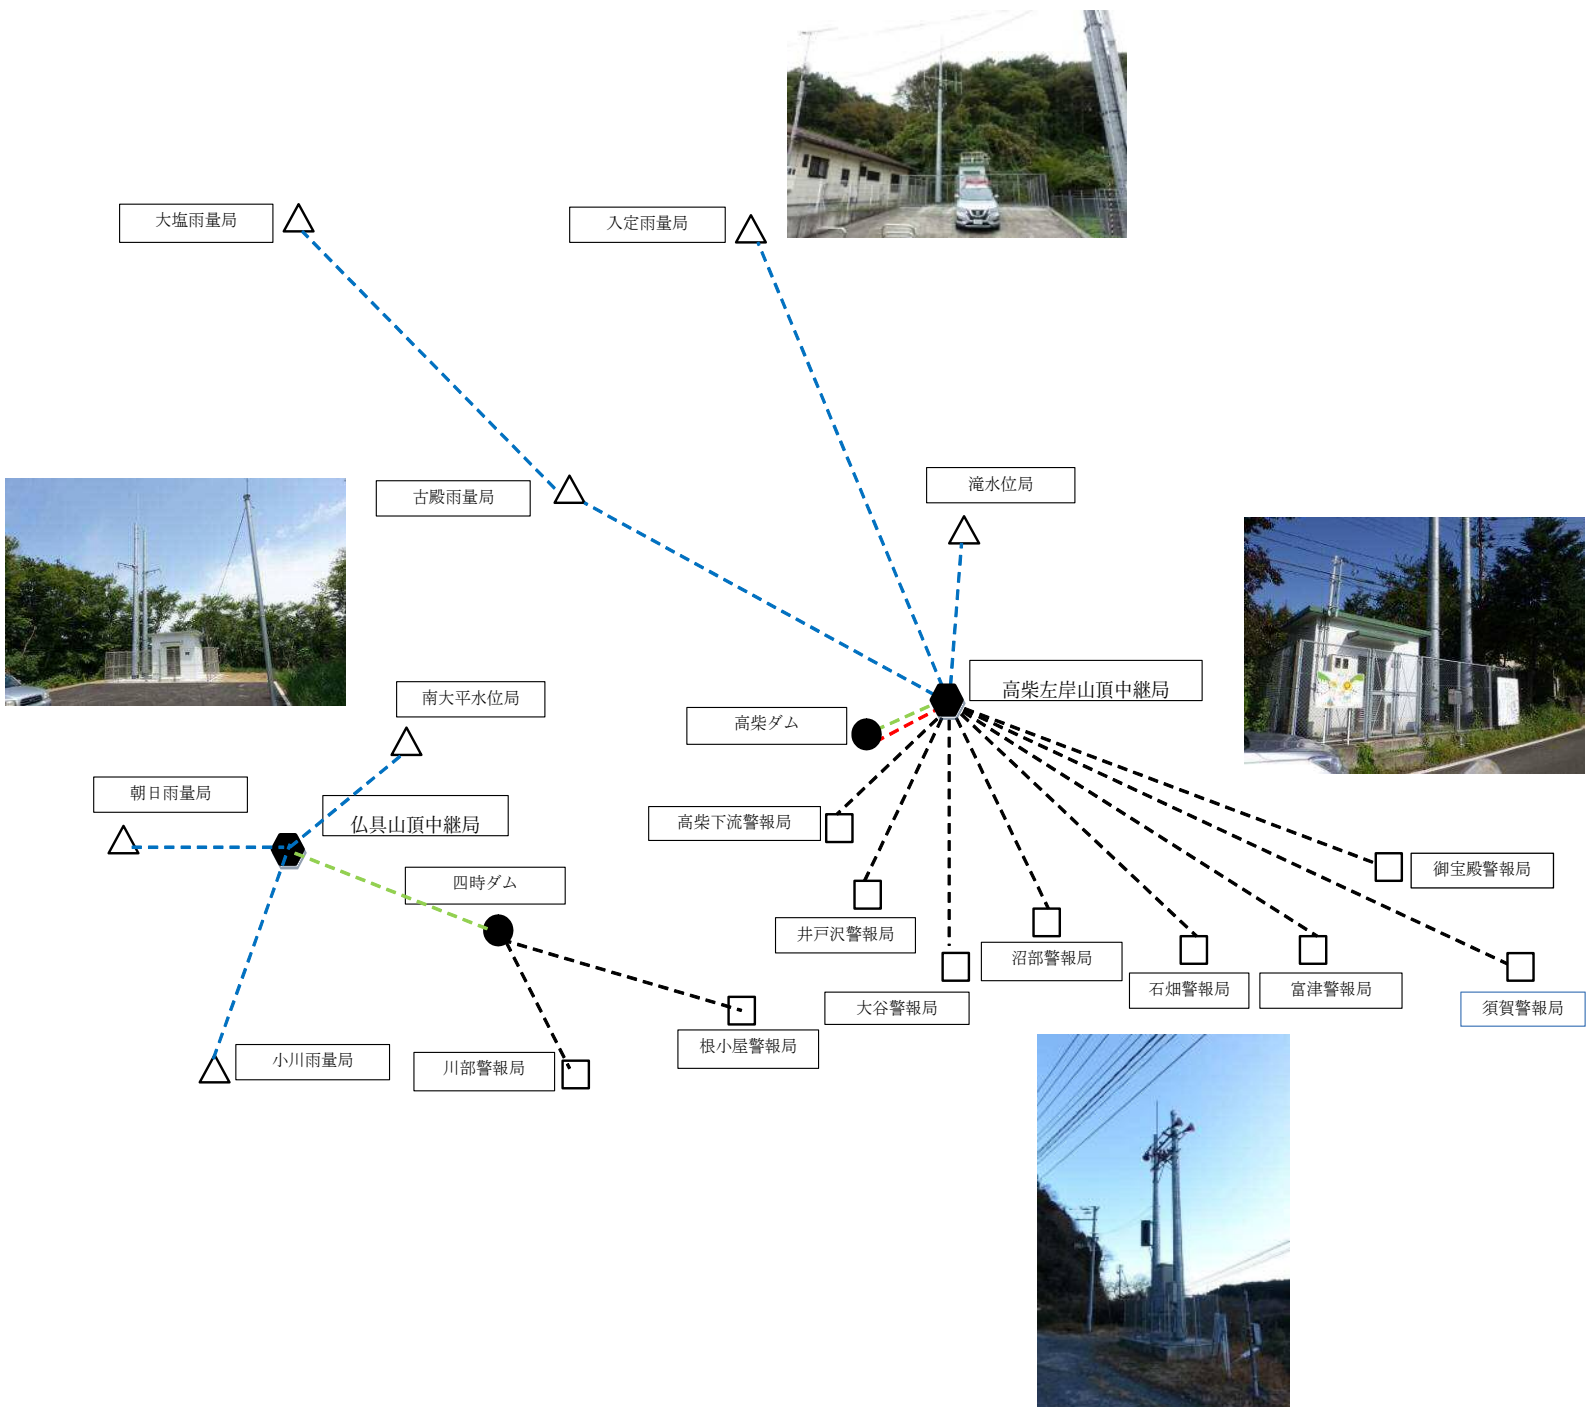 大塩雨量局
入定雨量局
古殿雨量局
滝水位局
南大平水位局
高柴左岸山頂中継局
高柴ダム
朝日雨量局
仏具山頂中継局
高柴下流警報局
四時ダム
御宝殿警報局
井戸沢警報局
沼部警報局
石畑警報局
富津警報局
大谷警報局
須賀警報局
根小屋警報局
小川雨量局
川部警報局